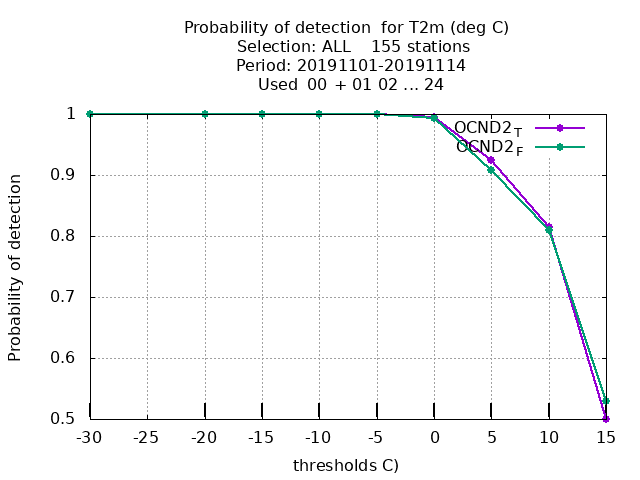 Probability of detection  for T2m (deg C)
Selection: ALL    155 stations
Period: 20191101-20191114
Used  00 + 01 02 ... 24
Probability of detection
1
0.9
0.8
0.7
0.6
0.5
OCND2T
OCND2F
-30 -25 -20 -15 -10 -5 0 5 10 15
thresholds C)